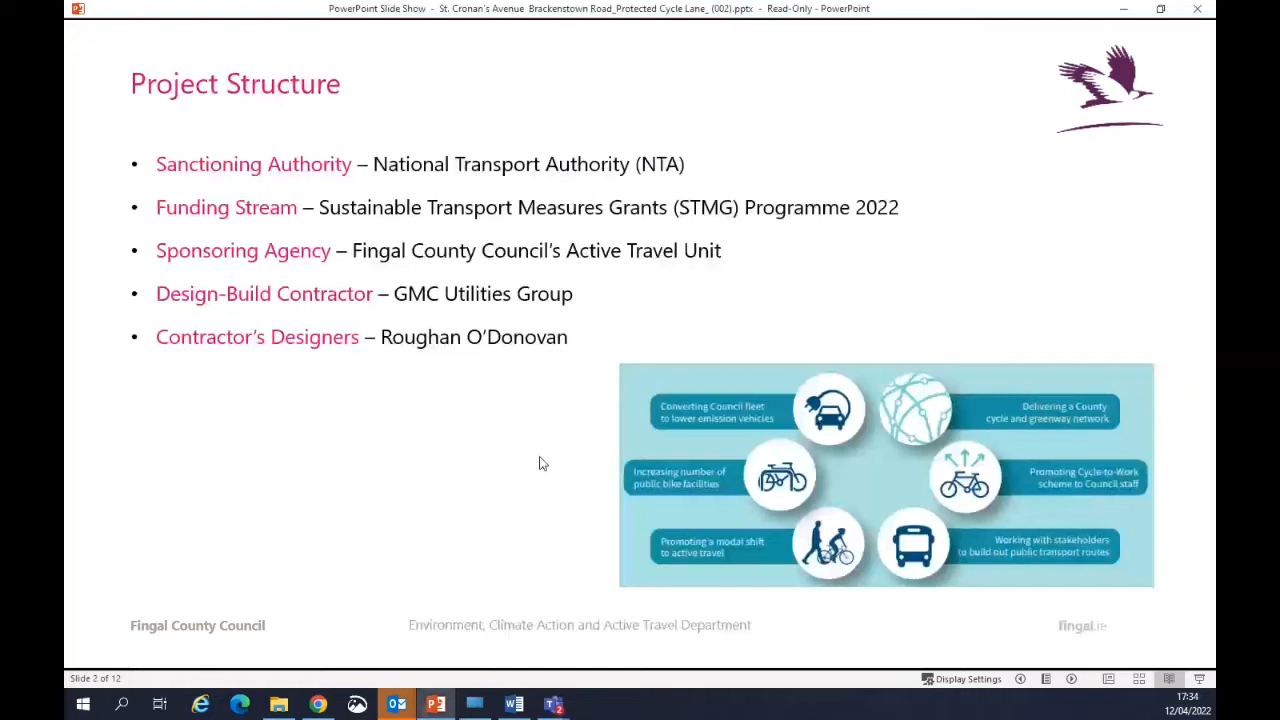 PowerPoint Slide Show - St. Cronan's Avenue Brackenstown Road_Protected Cycle Lane_ (002).pptx - Read-Only - PowerPoint
Project Structure
• Sanctioning Authority – National Transport Authority (NTA)
• Funding Stream – Sustainable Transport Measures Grants (STMG) Programme 2022
• Sponsoring Agency – Fingal County Council's Active Travel Unit
• Design-Build Contractor – GMC Utilities Group
• Contractor's Designers – Roughan O'Donovan
Converting Council fleet
to lower emission vehicles
Delivering a County
cycle and greenway network
Increasing number of
public bike facilities
Promoting Cycle-to-Work
scheme to Council staff
Promoting a modal shift
to active travel
Working with stakeholders
to build out public transport routes
Fingal County Council
Environment, Climate Action and Active Travel Department
fingal.ie
Slide 2 of 12
Display Settings
17:34
12/04/2022